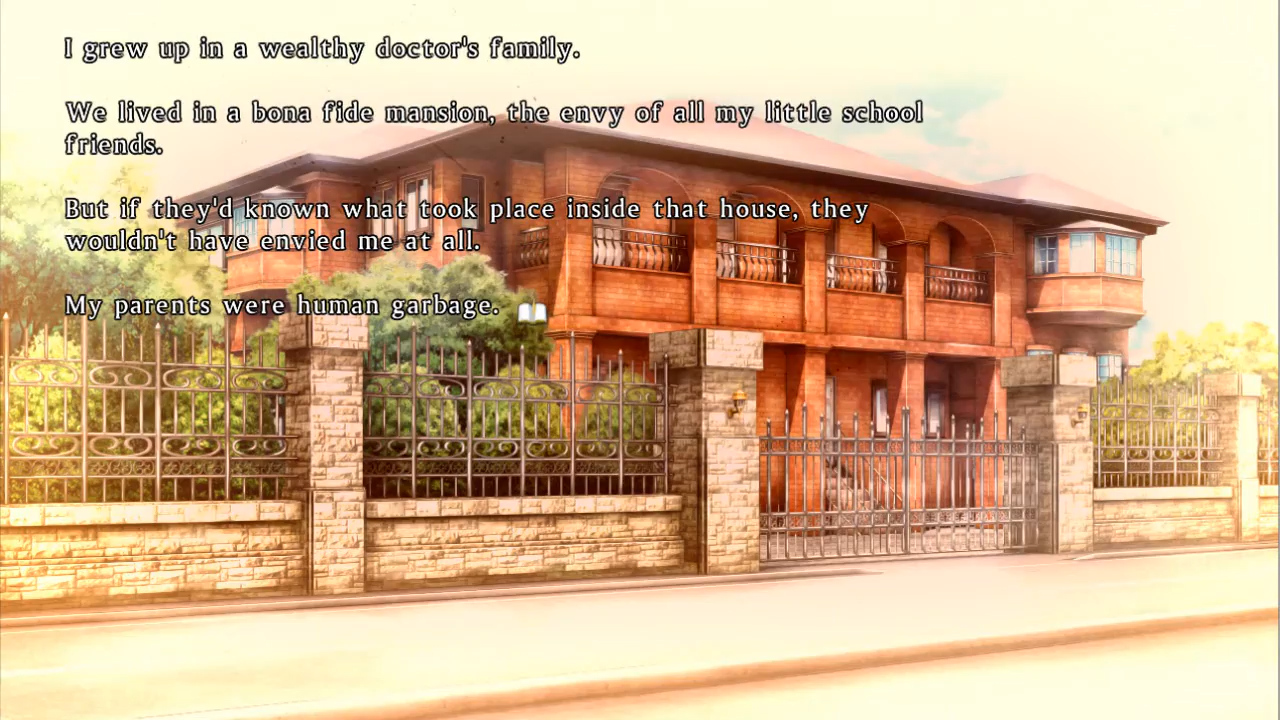 I grew up in a wealthy doctor's family.
We lived in a bona fide mansion, the envy of all my little school
friends.
But if they'd known what took place inside that house, they
wouldn't have envied me at all.
My parents were human garbage.